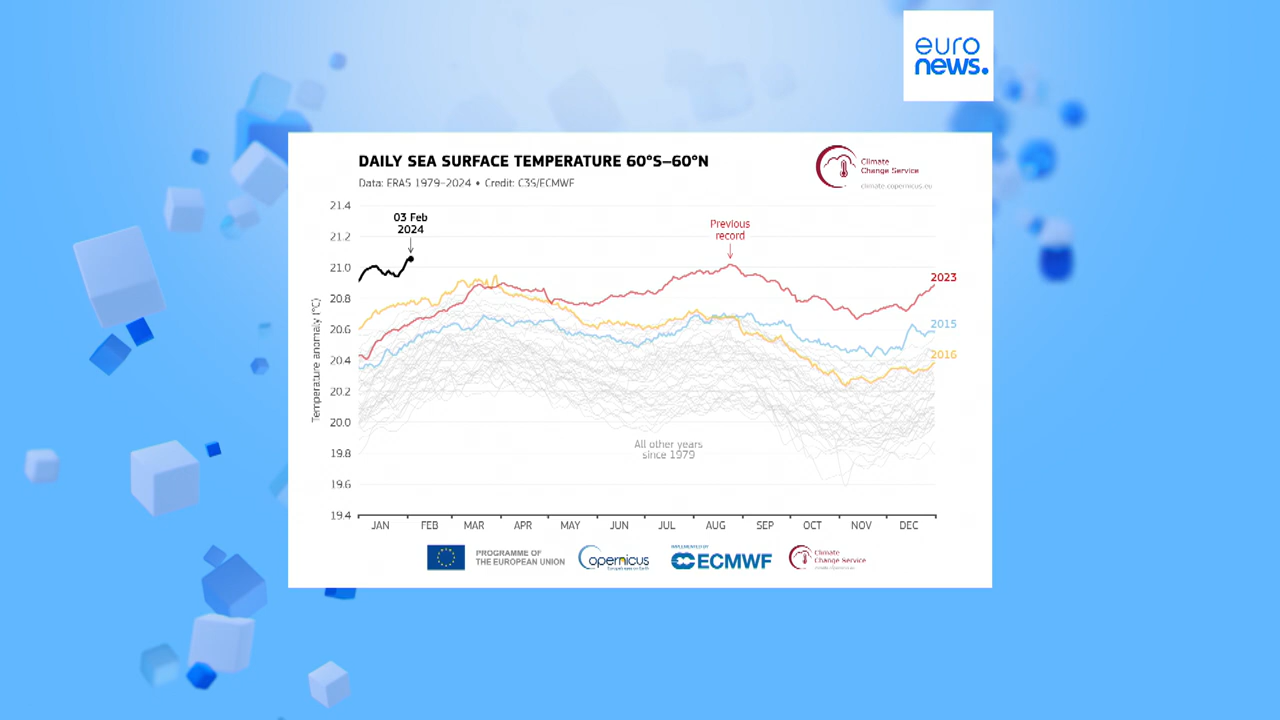 euro
news.
DAILY SEA SURFACE TEMPERATURE 60°S–60°N
Data: ERA5 1979–2024 • Credit: C3S/ECMWF
Climate
Change Service
climate.copernicus.eu
21.4
03 Feb
2024
Previous
record
21.2
21.0
2023
20.8
20.6
2015
20.4
2016
20.2
20.0
19.8
19.6
19.4
Temperature anomaly (°C)
All other years
since 1979
JAN FEB MAR APR MAY JUN JUL AUG SEP OCT NOV DEC
PROGRAMME OF
THE EUROPEAN UNION
opernicus
IMPLEMENTED BY
ECMWF
Climate
Change Service